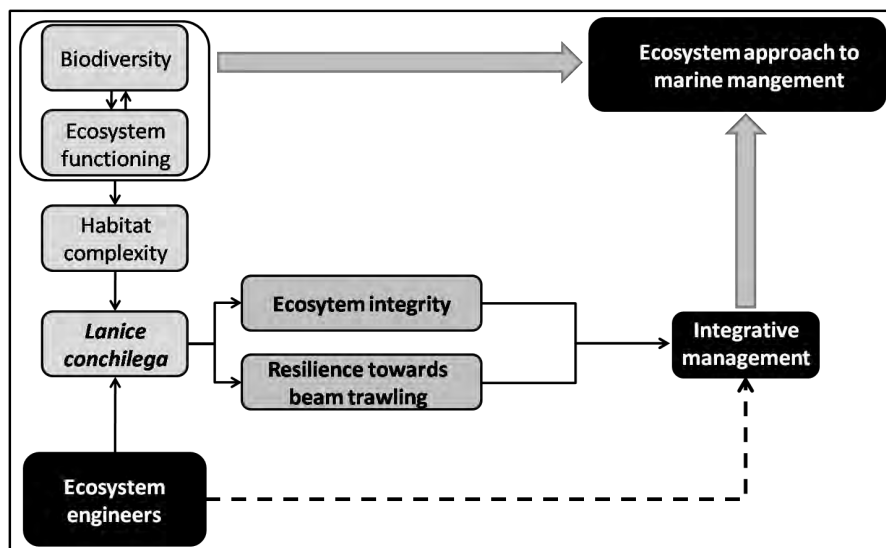 Biodiversity
Ecosystem approach to
marine mangement
Ecosystem
functioning
Habitat
complexity
Lanice
conchilega
Ecosytem integrity
Resilience towards
beam trawling
Integrative
management
Ecosystem
engineers